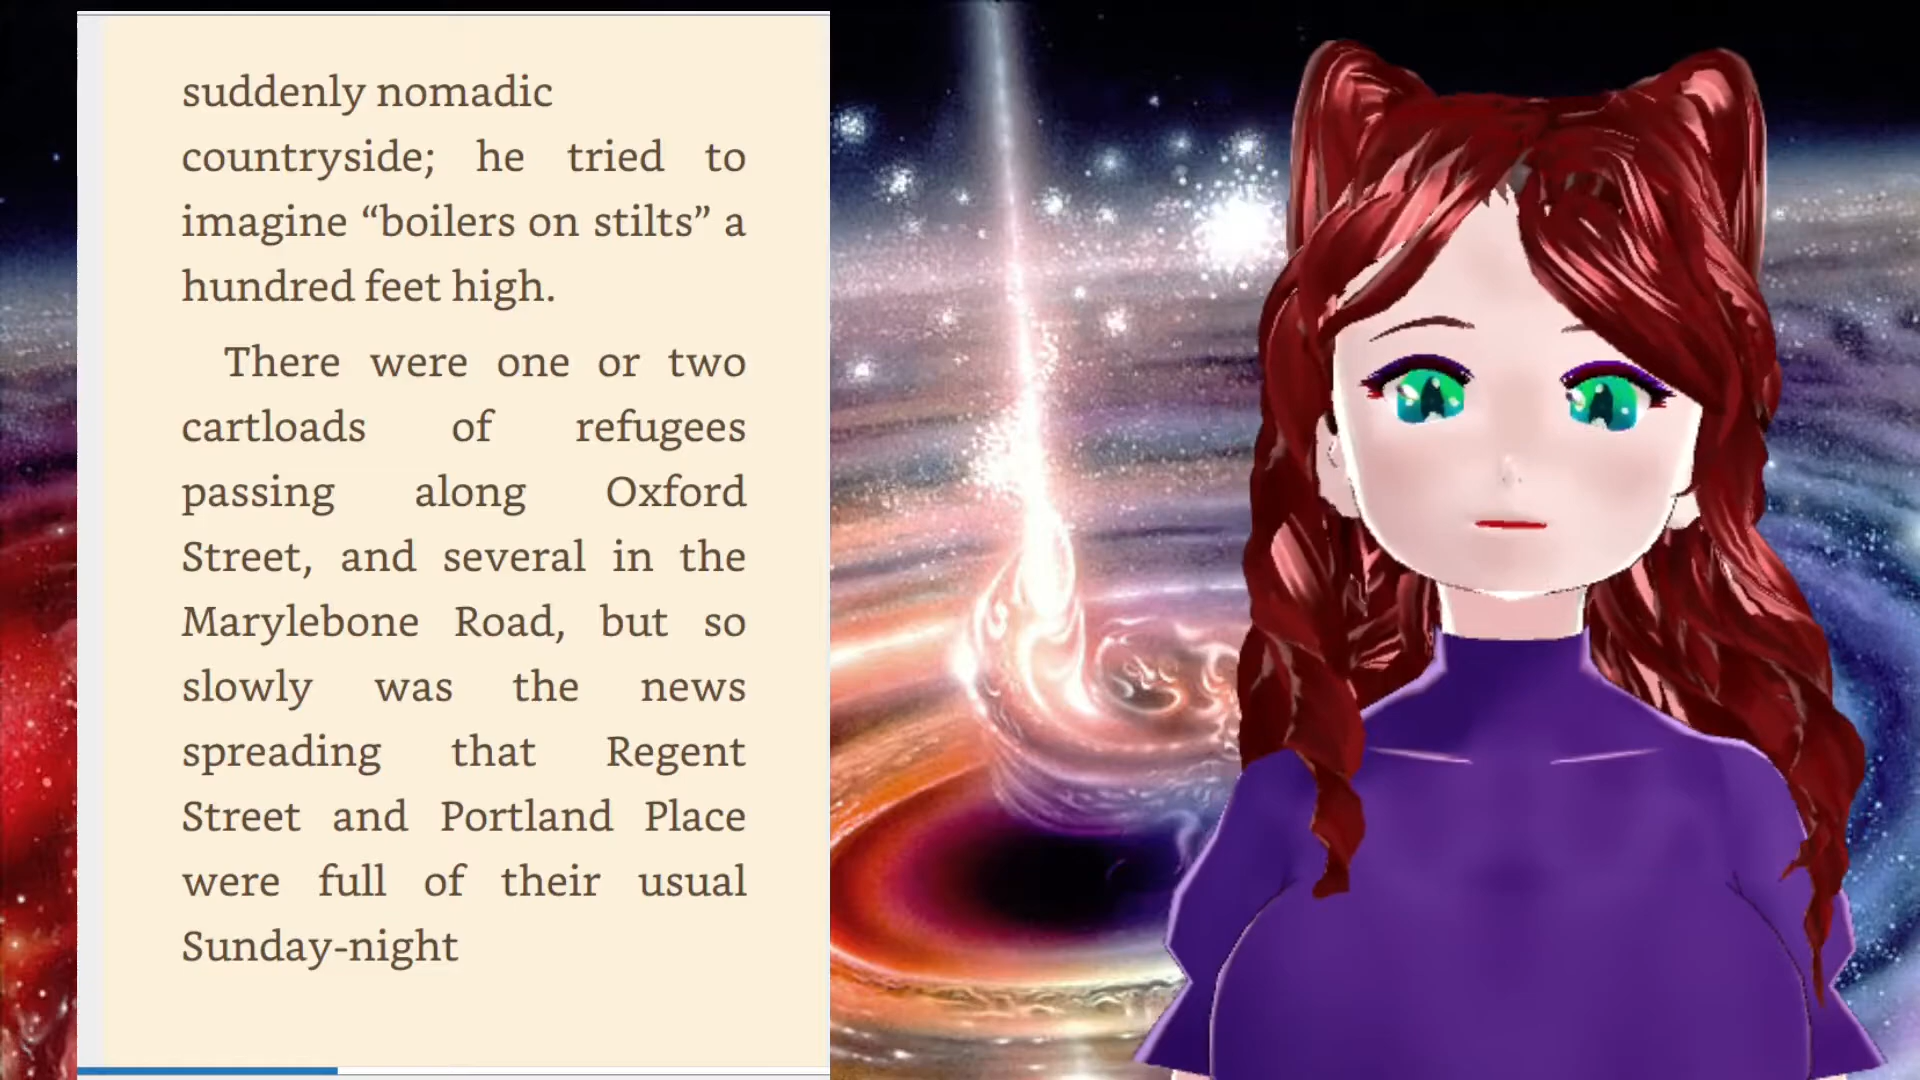 suddenly nomadic
countryside; he tried to
imagine “boilers on stilts” a
hundred feet high.
There were one or two
cartloads of refugees
passing along Oxford
Street, and several in the
Marylebone Road, but so
slowly was the news
spreading that Regent
Street and Portland Place
were full of their usual
Sunday-night